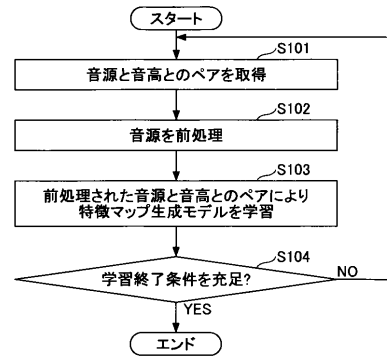 スタート
S101
音源と音高とのペアを取得
S102
音源を前処理
S103
前処理された音源と音高とのペアにより
特徴マップ生成モデルを学習
S104
学習終了条件を充足?
NO
YES
エンド